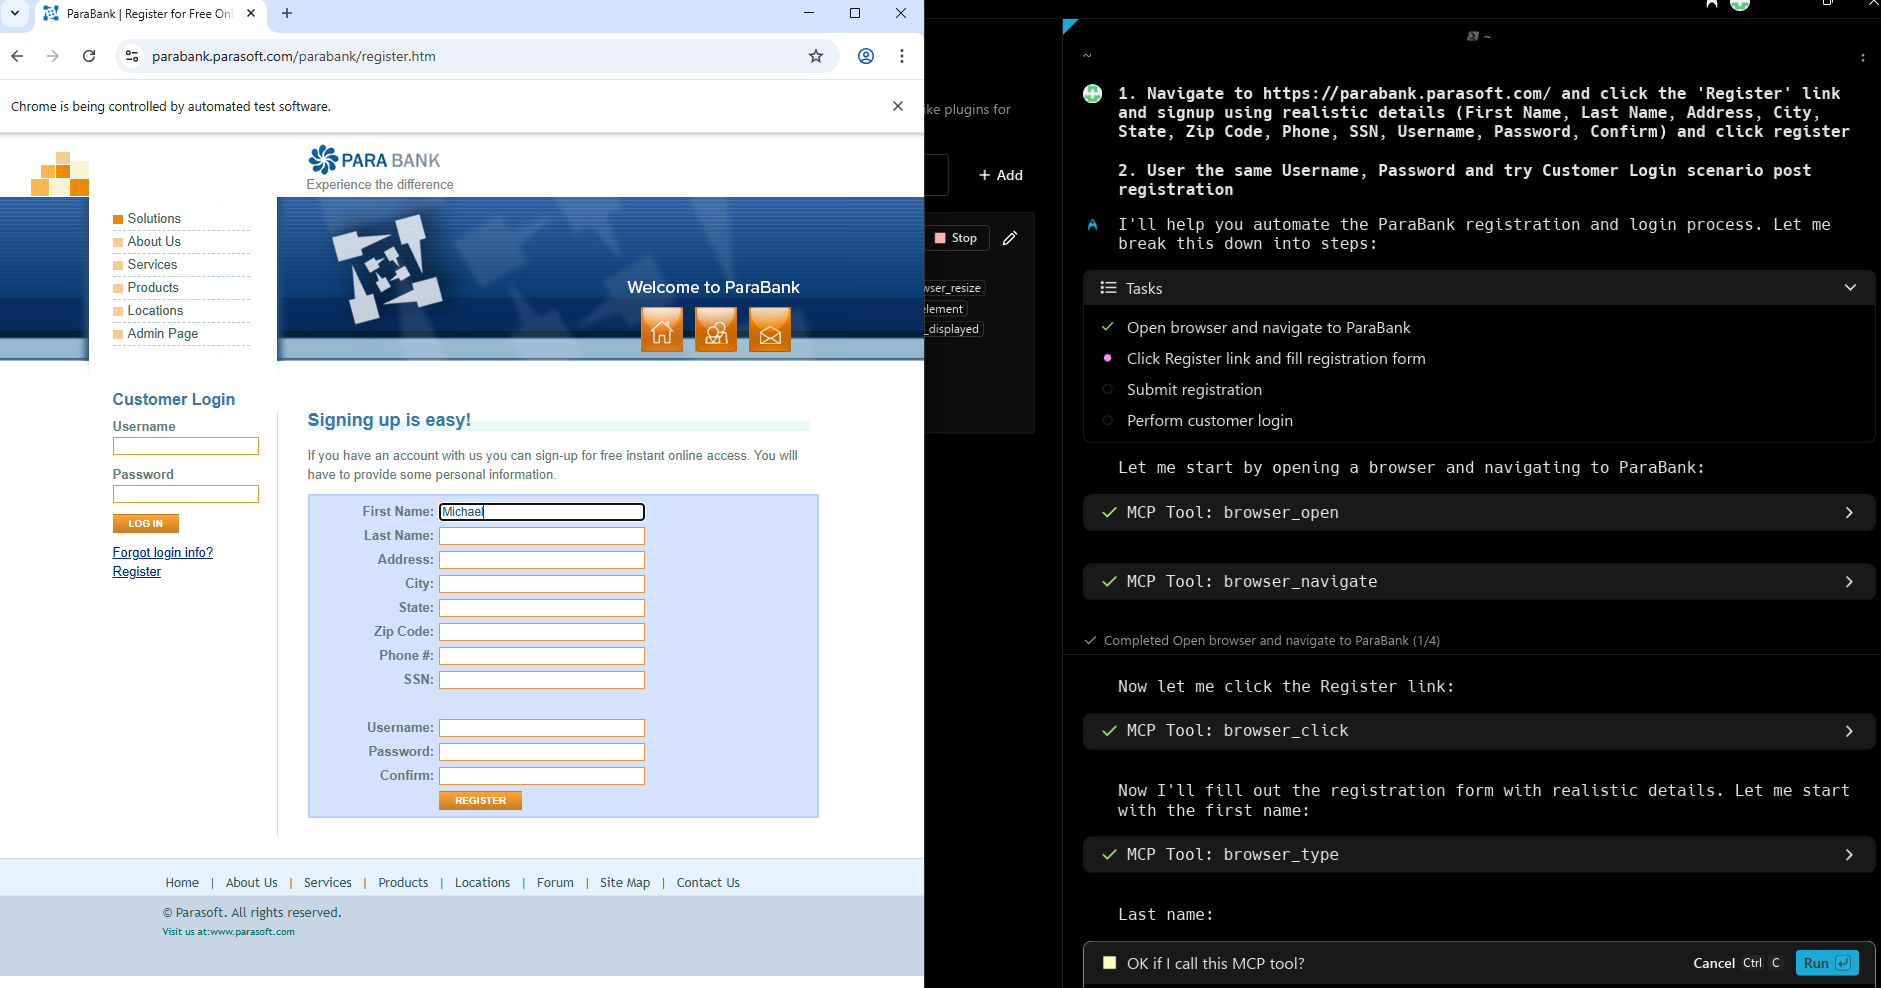 ParaBank | Register for Free Onl
parabank.parasoft.com/parabank/register.htm
Chrome is being controlled by automated test software.
PARA BANK
Experience the difference
Solutions
About Us
Services
Products
Locations
Admin Page
Welcome to ParaBank
Customer Login
Username
Password
LOG IN
Forgot login info?
Register
Signing up is easy!
If you have an account with us you can sign-up for free instant online access. You will
have to provide some personal information.
First Name: Michael
Last Name:
Address:
City:
State:
Zip Code:
Phone #:
SSN:
Username:
Password:
Confirm:
REGISTER
Home | About Us | Services | Products | Locations | Forum | Site Map | Contact Us
© Parasoft. All rights reserved.
Visit us at:www.parasoft.com
ike plugins for
+ Add
Stop
wser_resize
element
_displayed
~
~
1. Navigate to https://parabank.parasoft.com/ and click the 'Register' link
and signup using realistic details (First Name, Last Name, Address, City,
State, Zip Code, Phone, SSN, Username, Password, Confirm) and click register
2. User the same Username, Password and try Customer Login scenario post
registration
I'll help you automate the ParaBank registration and login process. Let me
break this down into steps:
Tasks
Open browser and navigate to ParaBank
Click Register link and fill registration form
Submit registration
Perform customer login
Let me start by opening a browser and navigating to ParaBank:
MCP Tool: browser_open
MCP Tool: browser_navigate
Completed Open browser and navigate to ParaBank (1/4)
Now let me click the Register link:
MCP Tool: browser_click
Now I'll fill out the registration form with realistic details. Let me start
with the first name:
MCP Tool: browser_type
Last name:
OK if I call this MCP tool?
Cancel Ctrl C
Run